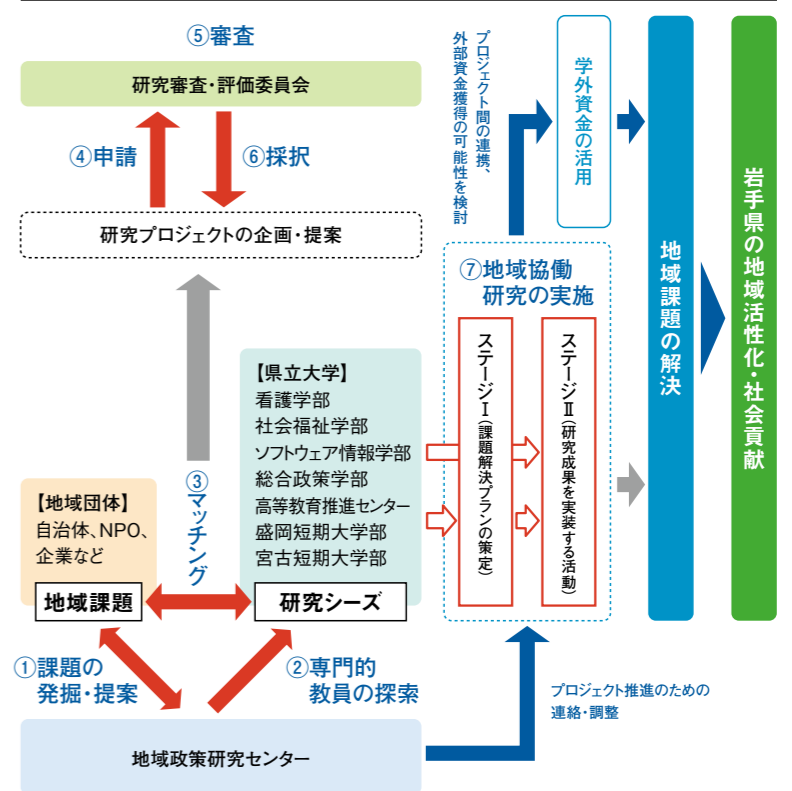 ⑤審査
研究審査・評価委員会
④申請
⑥採択
研究プロジェクトの企画・提案
③マッチング
【地域団体】
自治体、NPO、
企業など
地域課題
【県立大学】
看護学部
社会福祉学部
ソフトウェア情報学部
総合政策学部
高等教育推進センター
盛岡短期大学部
宮古短期大学部
研究シーズ
①課題の
発掘・提案
②専門的
教員の探索
地域政策研究センター
プロジェクト間の連携、
外部資金獲得の可能性を検討
学外資金の活用
⑦地域協働
研究の実施
ステージⅠ(課題解決プランの策定)
ステージⅡ(研究成果を実装する活動)
プロジェクト推進のための
連絡・調整
地域課題の解決
岩手県の地域活性化・社会貢献